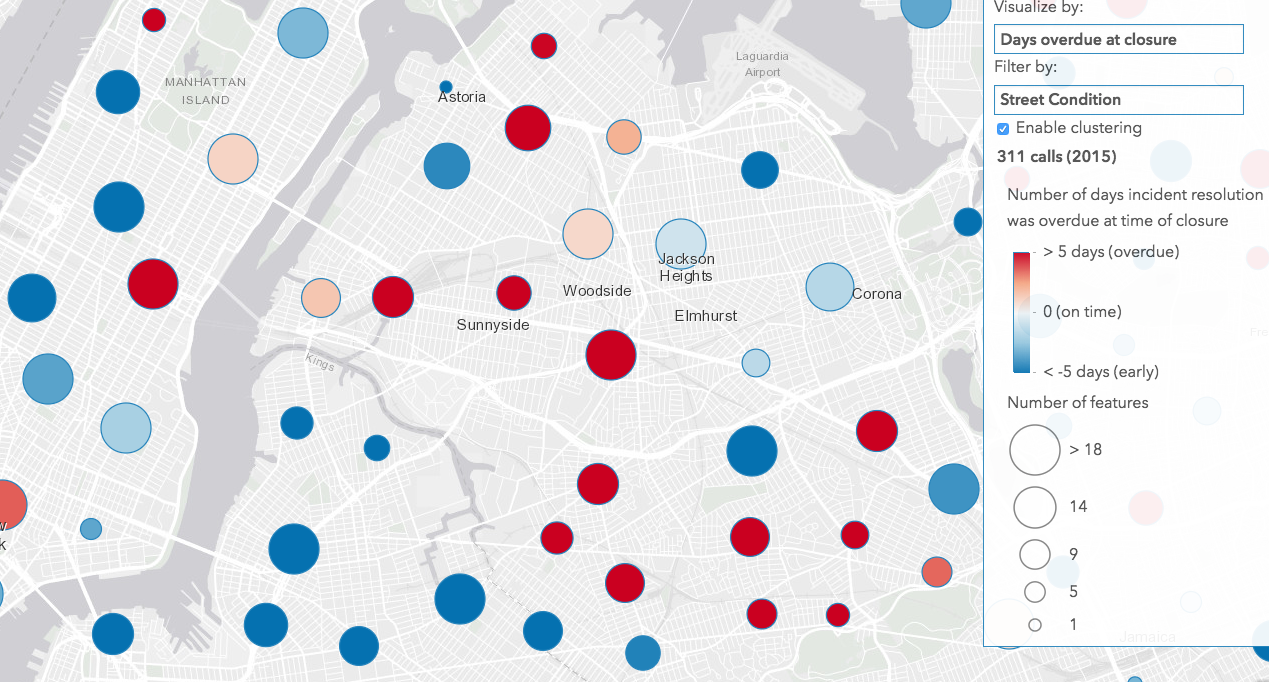 Visualize by:
Days overdue at closure
Filter by:
Street Condition
Enable clustering
311 calls (2015)
Number of days incident resolution
was overdue at time of closure
> 5 days (overdue)
0 (on time)
< -5 days (early)
Number of features
> 18
14
9
5
1
MANHATTAN
ISLAND
Laguardia
Airport
Astoria
Jackson
Heights
Woodside
Corona
Elmhurst
Sunnyside
Kings
w
k
Fre
Jamaica